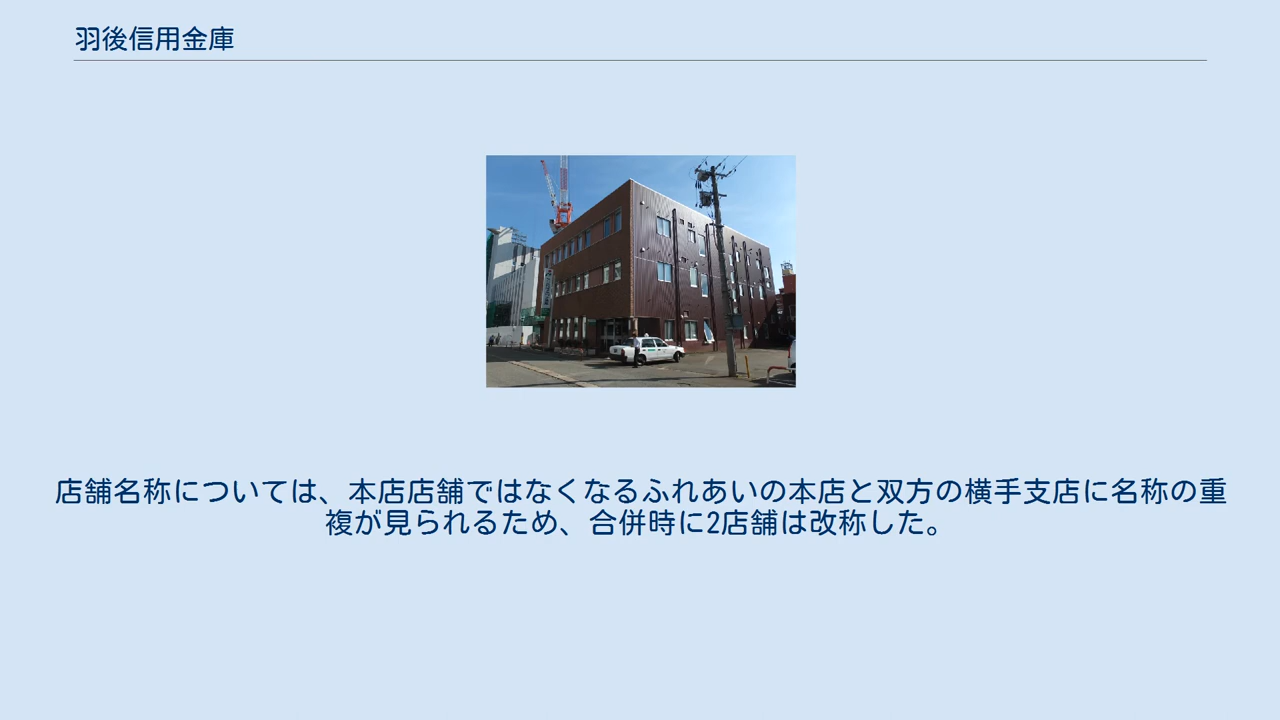 羽後信用金庫
店舗名称については、本店店舗ではなくなるふれあいの本店と双方の横手支店に名称の重
複が見られるため、合併時に2店舗は改称した。